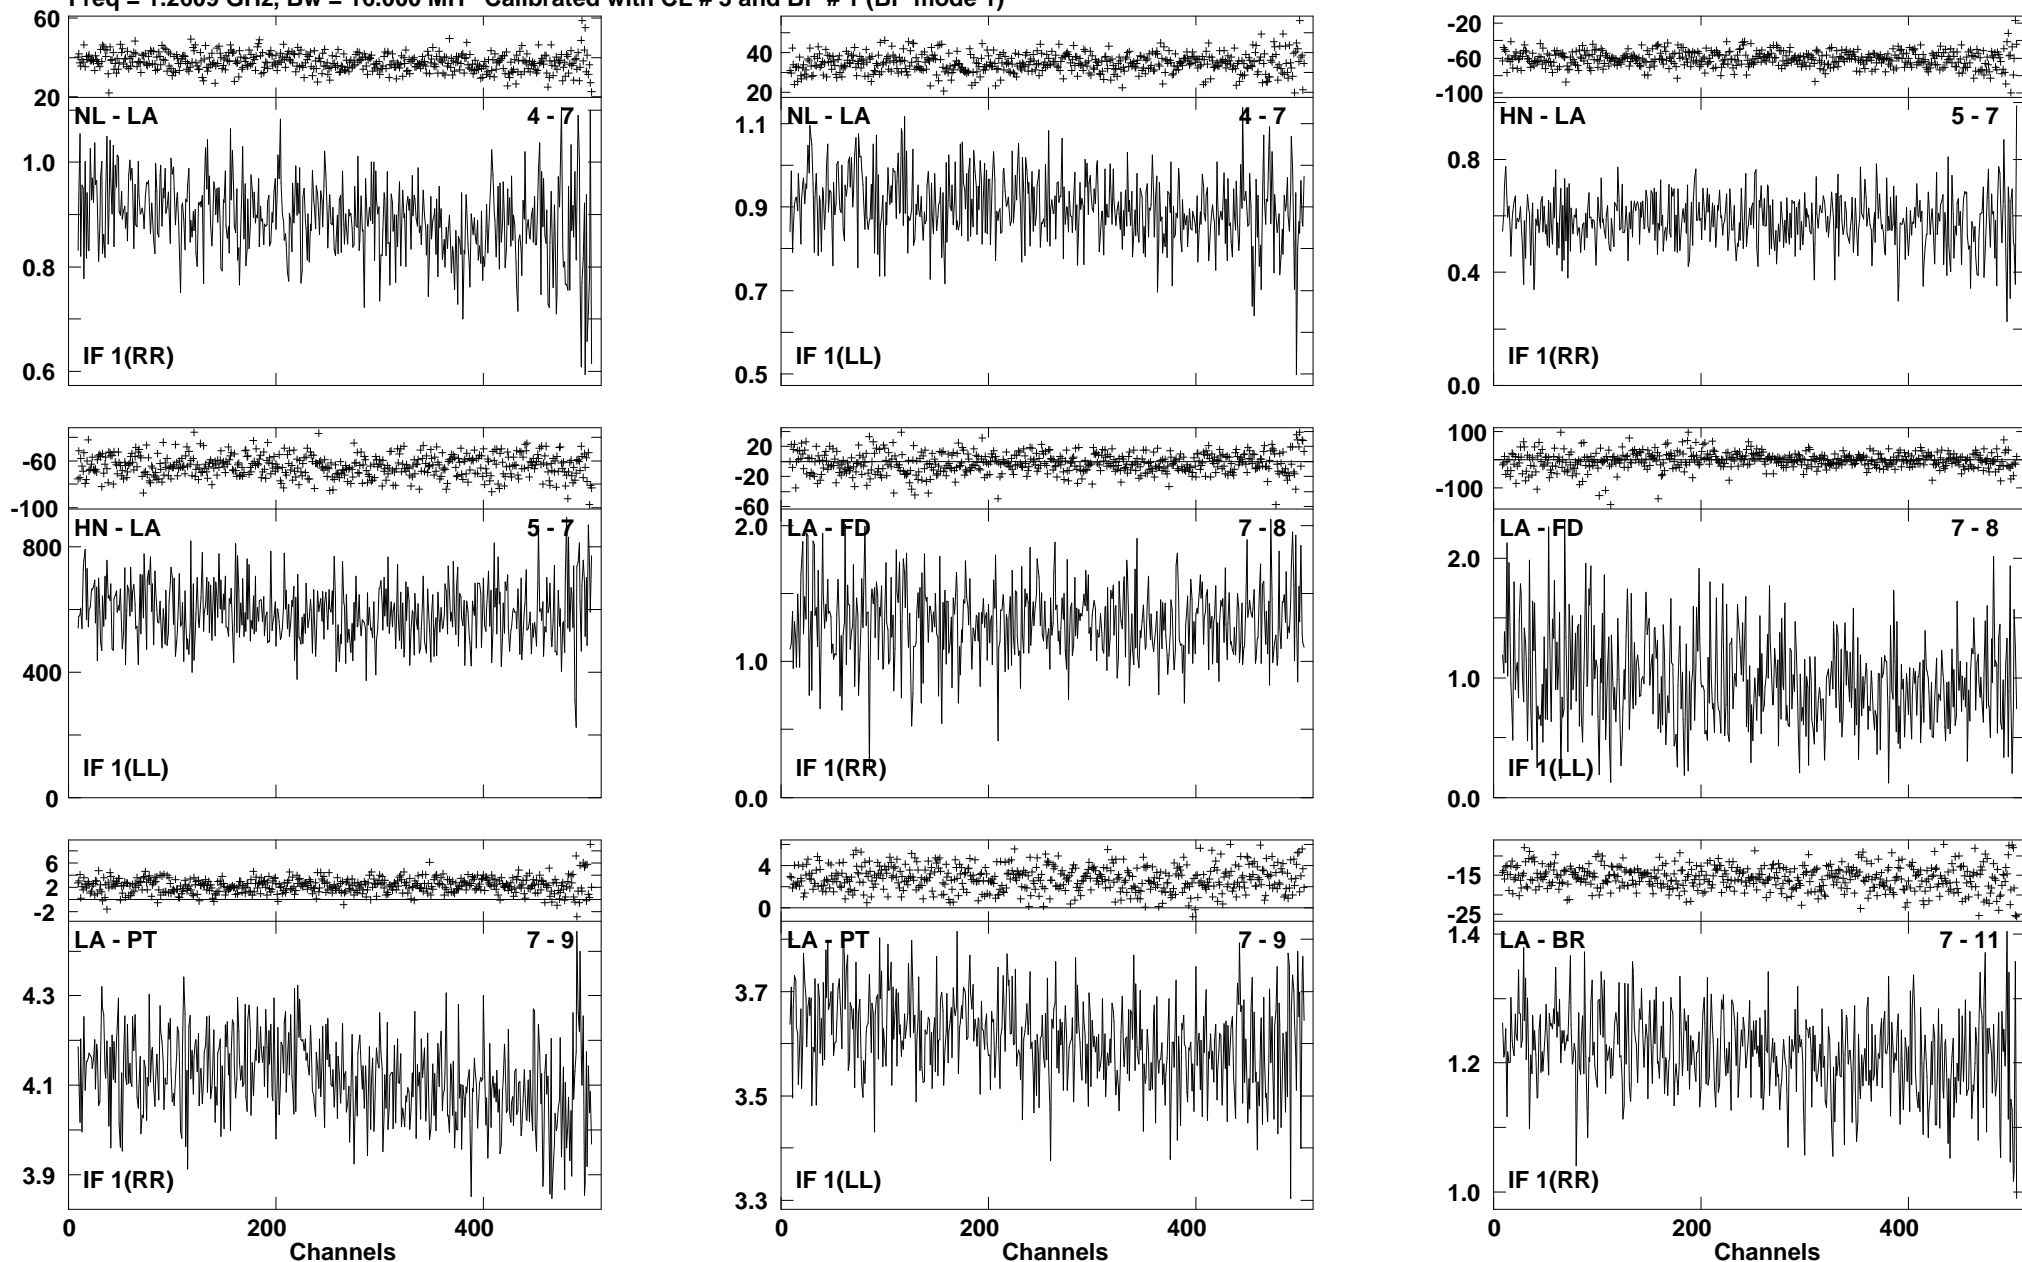 60
20
NL - LA 4 - 7
1.0
0.8
IF 1(RR)
0.6
40
20
NL - LA 4 - 7
1.1
0.9
0.7
IF 1(LL)
0.5
-20
-60
-100
HN - LA 5 - 7
0.8
0.4
IF 1(RR)
0.0
-60
-100
HN - LA 5 - 7
800
400
IF 1(LL)
0
20
-20
-60
LA - FD 7 - 8
2.0
1.0
IF 1(RR)
0.0
100
-100
LA - FD 7 - 8
2.0
1.0
IF 1(LL)
0.0
6
2
-2
LA - PT 7 - 9
4.3
4.1
3.9
IF 1(RR)
0 200 400
Channels
4
0
LA - PT 7 - 9
3.7
3.5
IF 1(LL)
3.3
0 200 400
Channels
-15
-25
LA - BR 7 - 11
1.4
1.2
IF 1(RR)
1.0
0 200 400
Channels